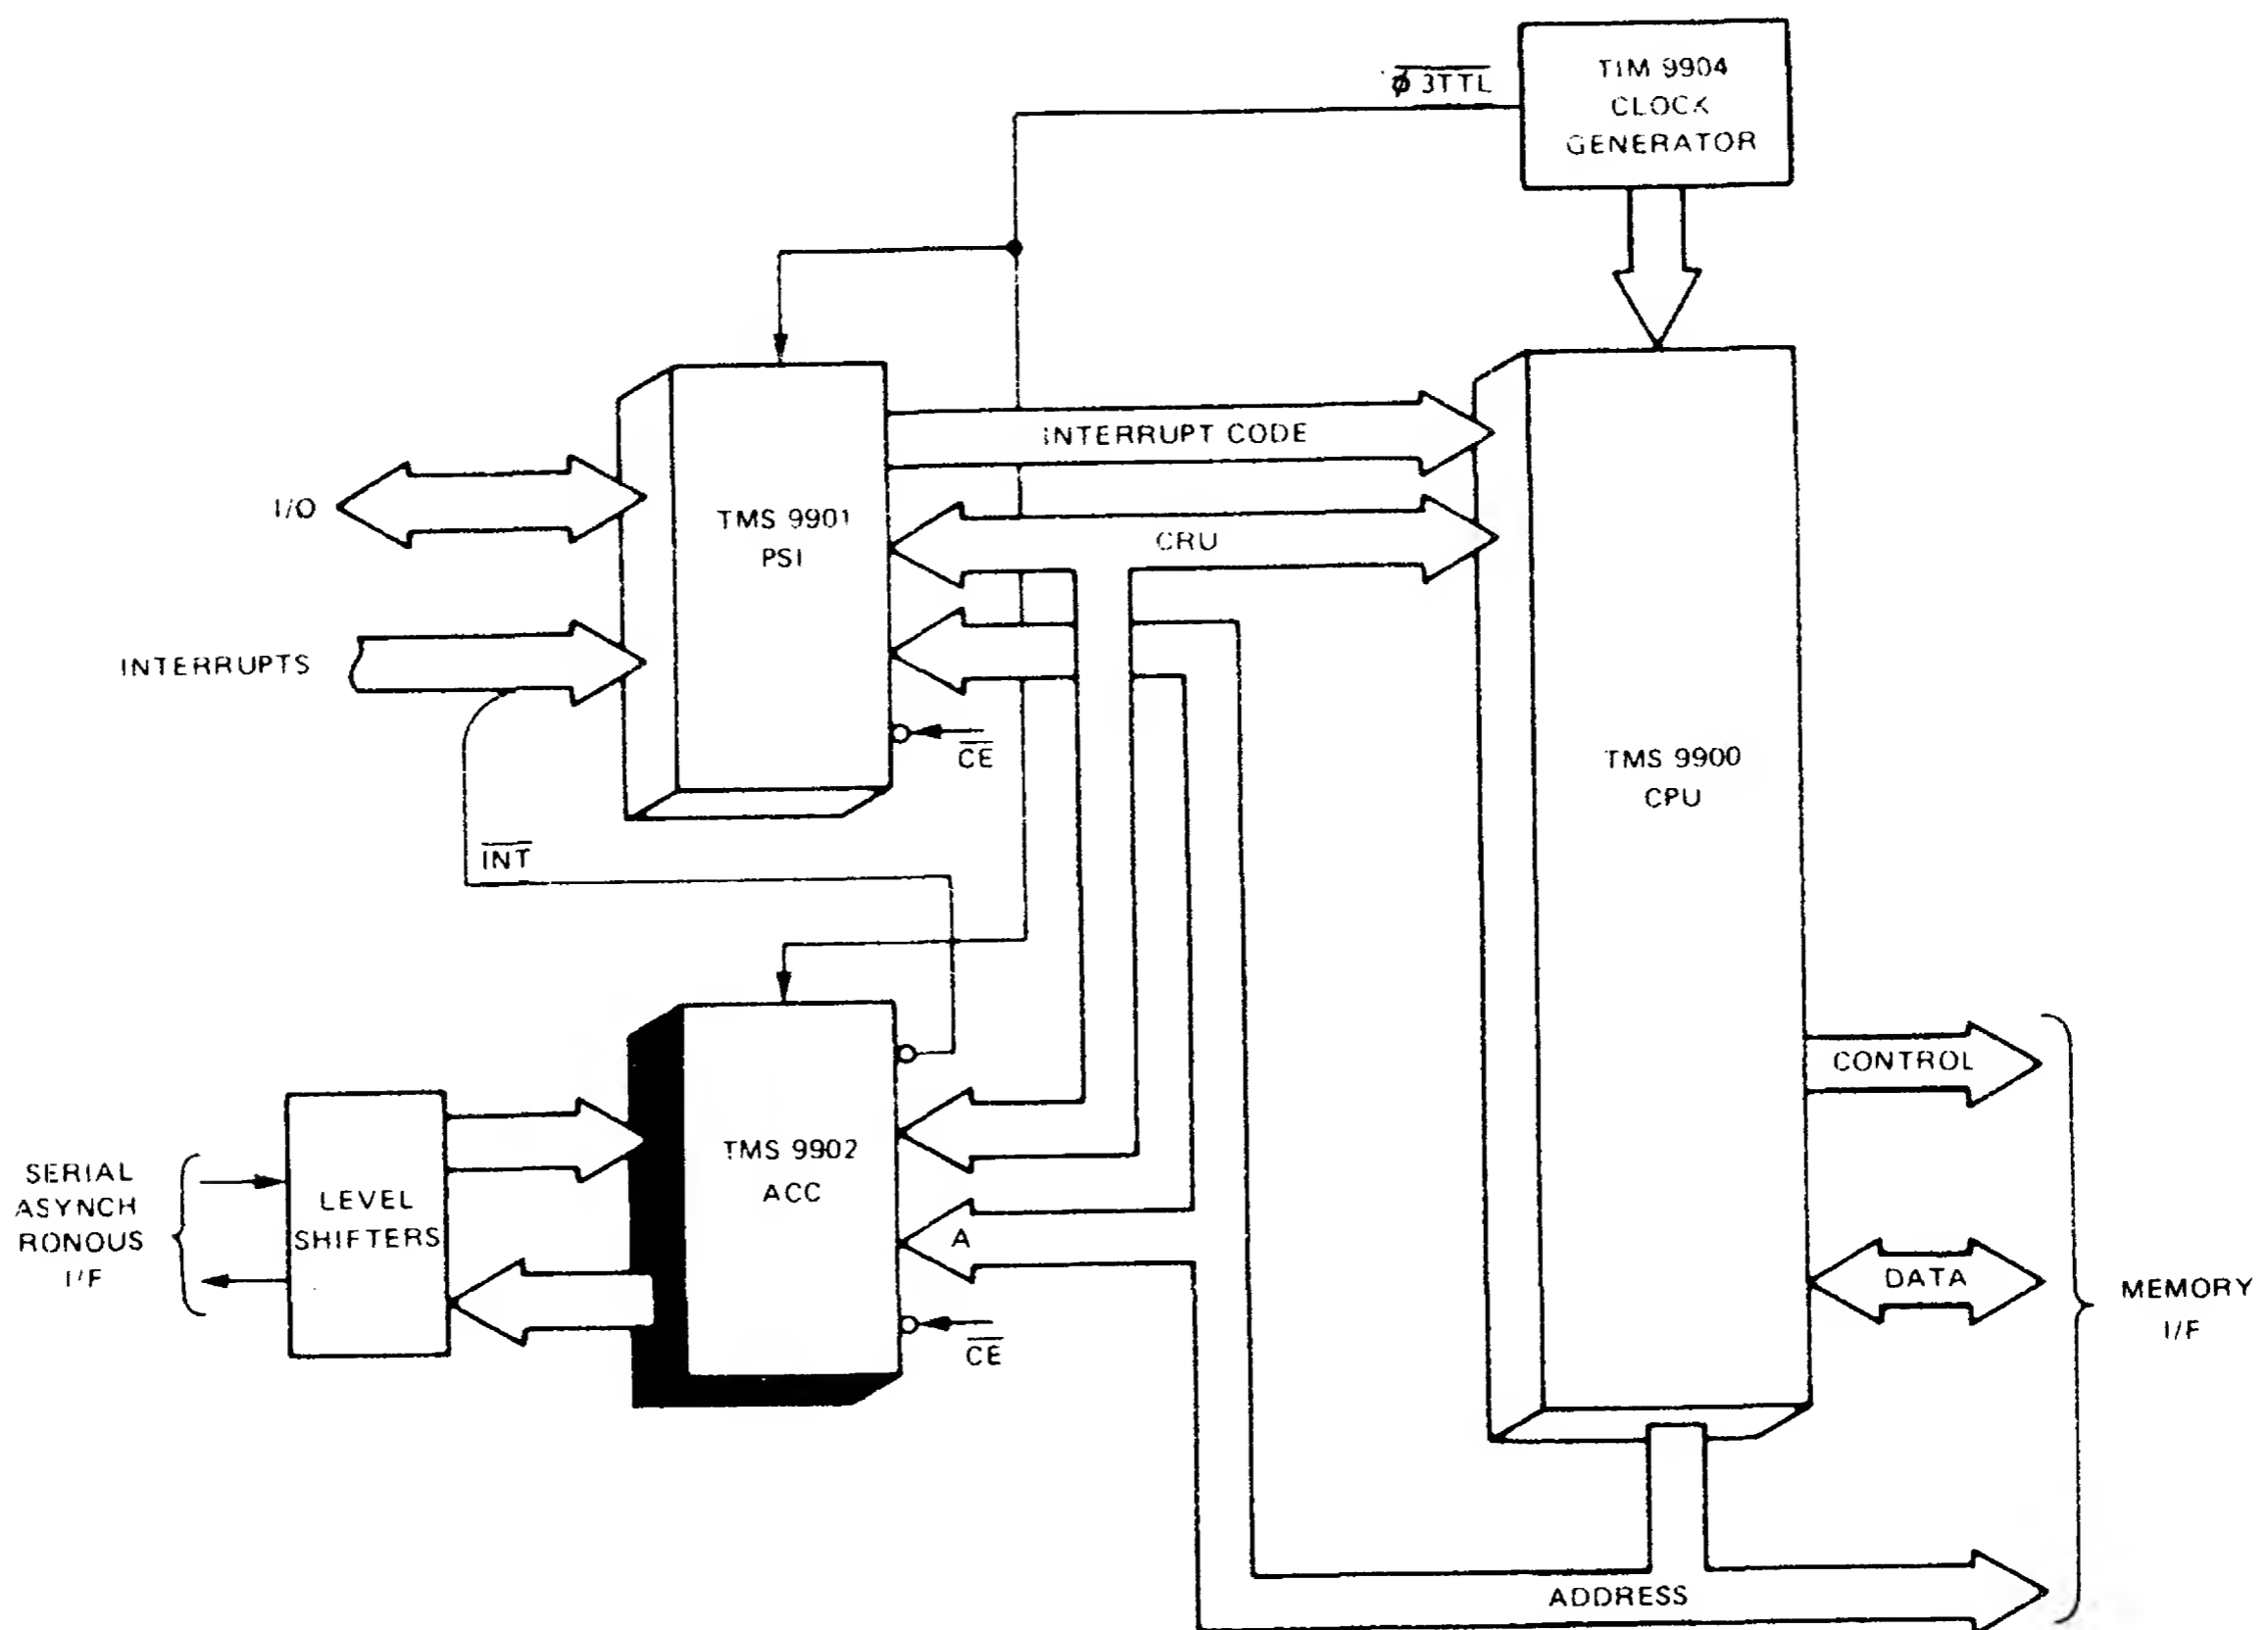 φ 3TTL
TIM 9904
CLOCK
GENERATOR
INTERRUPT CODE
I/O
TMS 9901
PSI
CRU
INTERRUPTS
CE
TMS 9900
CPU
INT
CONTROL
TMS 9902
ACC
SERIAL
ASYNCH
RONOUS
I/F
LEVEL
SHIFTERS
A
DATA
MEMORY
I/F
CE
ADDRESS